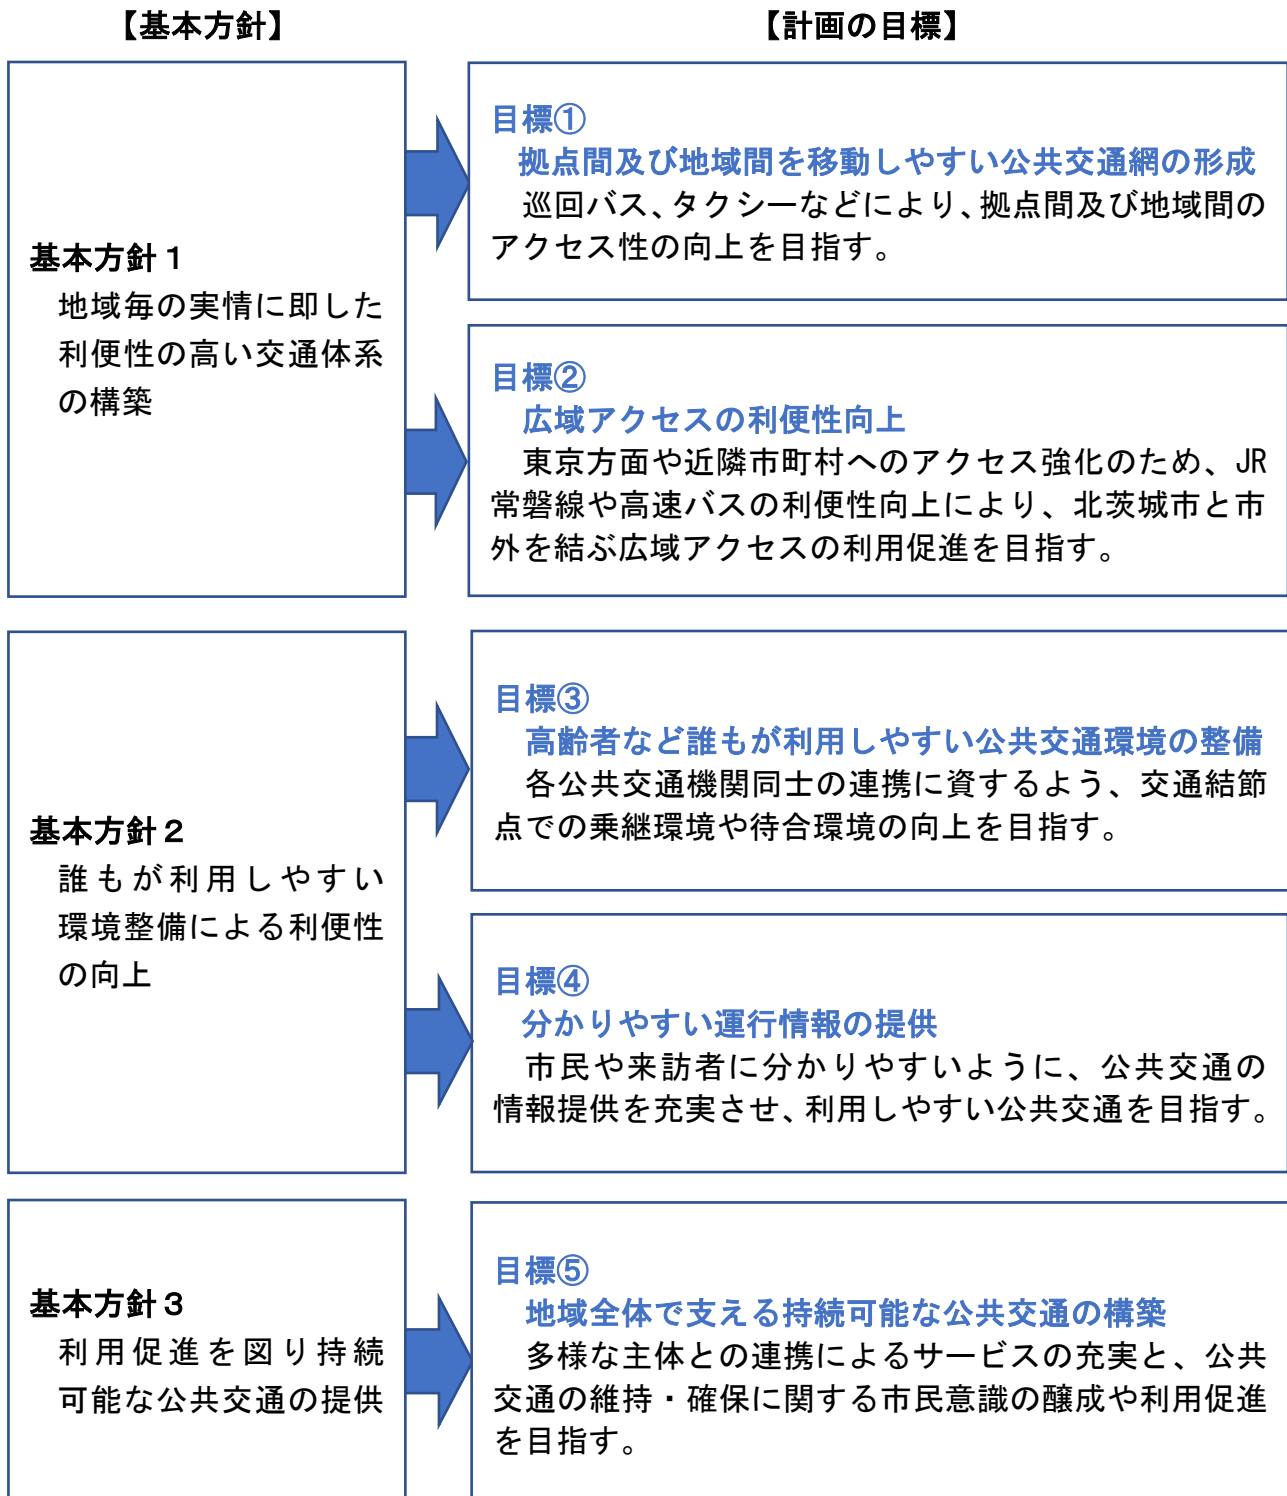 【基本方針】
【計画の目標】
基本方針１
地域毎の実情に即した
利便性の高い交通体系
の構築
目標①
拠点間及び地域間を移動しやすい公共交通網の形成
巡回バス、タクシーなどにより、拠点間及び地域間の
アクセス性の向上を目指す。
目標②
広域アクセスの利便性向上
東京方面や近隣市町村へのアクセス強化のため、JR
常磐線や高速バスの利便性向上により、北茨城市と市
外を結ぶ広域アクセスの利用促進を目指す。
基本方針２
誰もが利用しやすい
環境整備による利便性
の向上
目標③
高齢者など誰もが利用しやすい公共交通環境の整備
各公共交通機関同士の連携に資するよう、交通結節
点での乗継環境や待合環境の向上を目指す。
目標④
分かりやすい運行情報の提供
市民や来訪者に分かりやすいように、公共交通の
情報提供を充実させ、利用しやすい公共交通を目指す。
基本方針３
利用促進を図り持続
可能な公共交通の提供
目標⑤
地域全体で支える持続可能な公共交通の構築
多様な主体との連携によるサービスの充実と、公共
交通の維持・確保に関する市民意識の醸成や利用促進
を目指す。